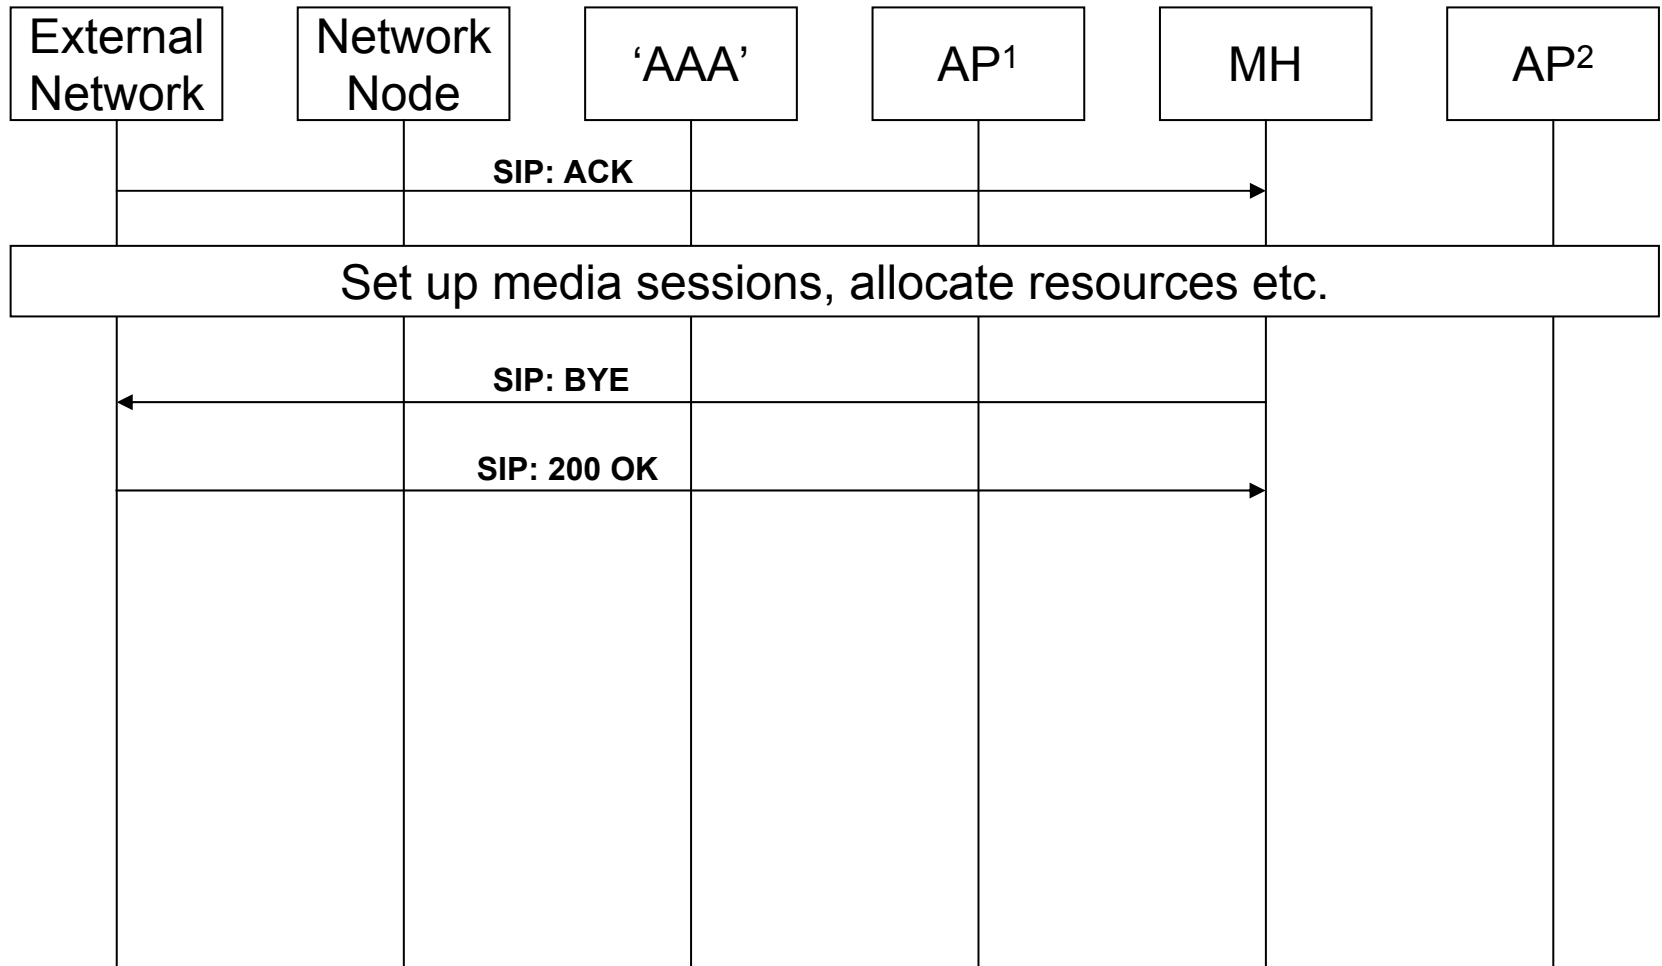 External
Network
Network
Node
‘AAA’
AP¹
MH
AP²
SIP: ACK
Set up media sessions, allocate resources etc.
SIP: BYE
SIP: 200 OK